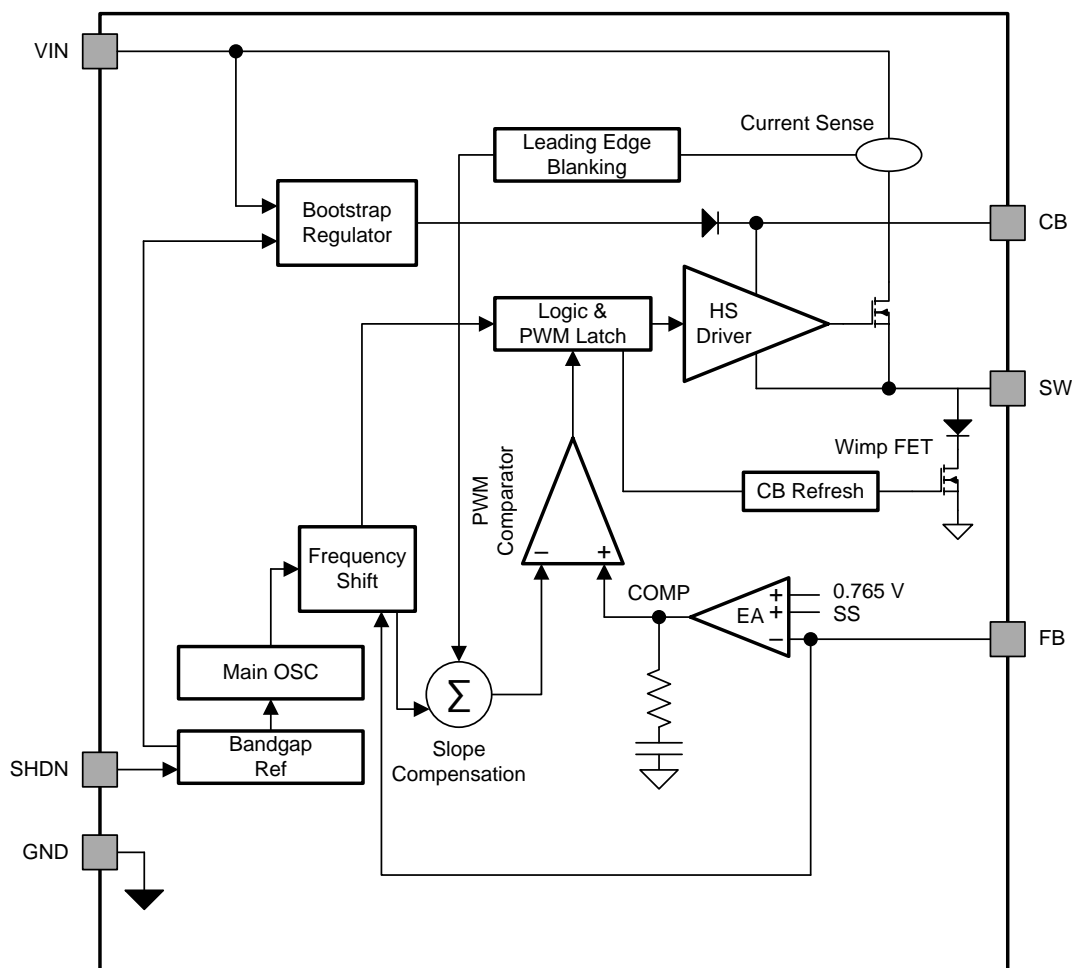 VIN
Current Sense
Leading Edge
Blanking
Bootstrap
Regulator
CB
Logic &
PWM Latch
HS
Driver
SW
Wimp FET
CB Refresh
PWM
Comparator
–
+
Frequency
Shift
COMP
EA
+
+
–
0.765 V
SS
FB
Main OSC
Σ
Slope
Compensation
Bandgap
Ref
SHDN
GND